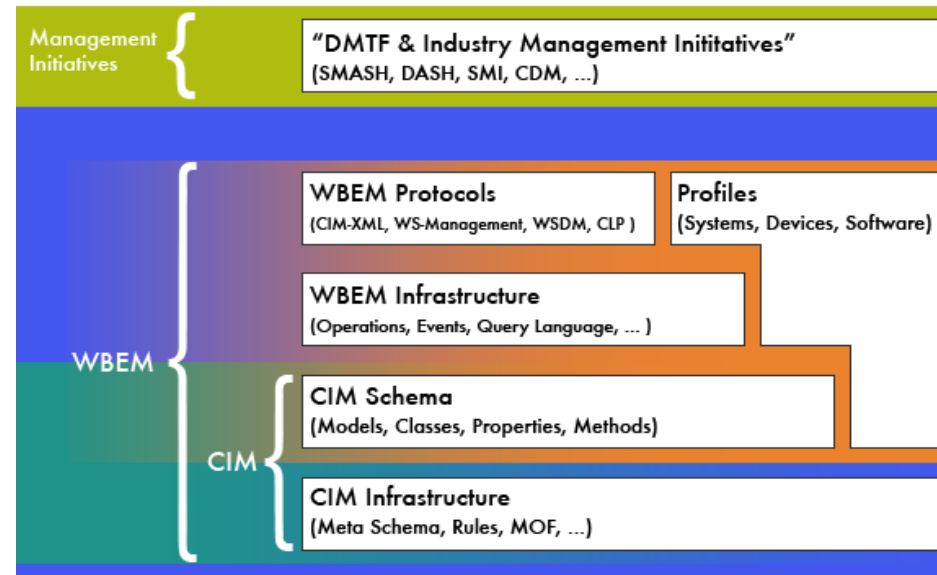 Management
Initiatives
“DMTF & Industry Management Inititatives”
(SMASH, DASH, SMI, CDM, ...)
WBEM Protocols
(CIM-XML, WS-Management, WSDM, CLP )
Profiles
(Systems, Devices, Software)
WBEM Infrastructure
(Operations, Events, Query Language, ... )
WBEM
CIM Schema
(Models, Classes, Properties, Methods)
CIM
CIM Infrastructure
(Meta Schema, Rules, MOF, ...)